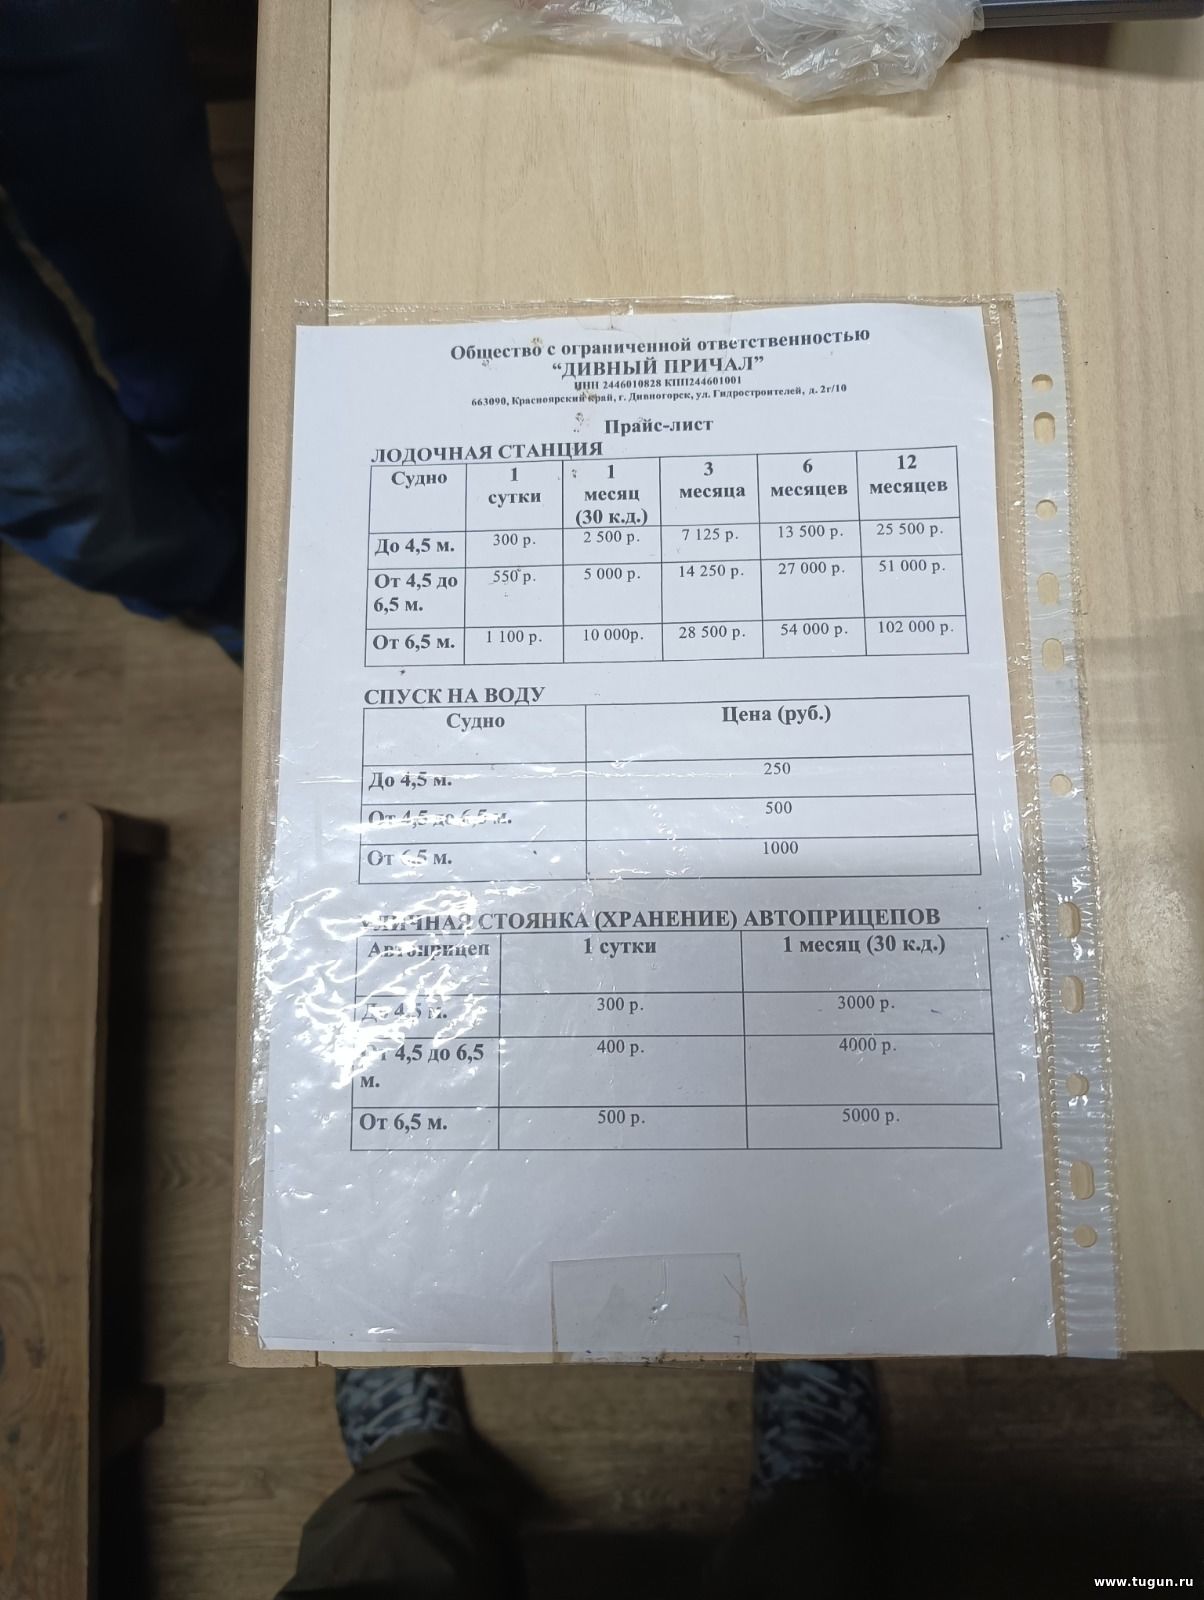 Общество с ограниченной ответственностью
“ДИВНЫЙ ПРИЧАЛ”
ИНН 2446010828 КПП244601001
663090, Красноярский край, г. Дивногорск, ул. Гидростроителей, д. 2г/10
Прайс-лист
ЛОДОЧНАЯ СТАНЦИЯ
Судно 1 сутки 1 месяц (30 к.д.) 3 месяца 6 месяцев 12 месяцев
До 4,5 м. 300 р. 2 500 р. 7 125 р. 13 500 р. 25 500 р.
От 4,5 до 6,5 м. 550 р. 5 000 р. 14 250 р. 27 000 р. 51 000 р.
От 6,5 м. 1 100 р. 10 000р. 28 500 р. 54 000 р. 102 000 р.
СПУСК НА ВОДУ
Судно Цена (руб.)
До 4,5 м. 250
От 4,5 до 6,5 м. 500
От 6,5 м. 1000
УЛИЧНАЯ СТОЯНКА (ХРАНЕНИЕ) АВТОПРИЦЕПОВ
Автоприцеп 1 сутки 1 месяц (30 к.д.)
До 4,5 м. 300 р. 3000 р.
От 4,5 до 6,5 м. 400 р. 4000 р.
От 6,5 м. 500 р. 5000 р.
www.tugun.ru